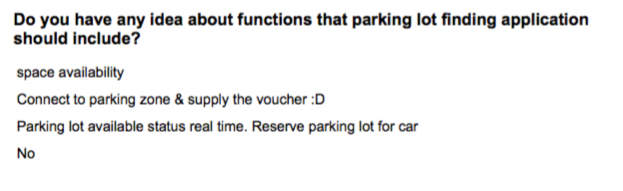 Do you have any idea about functions that parking lot finding application
should include?
space availability
Connect to parking zone & supply the voucher :D
Parking lot available status real time. Reserve parking lot for car
No